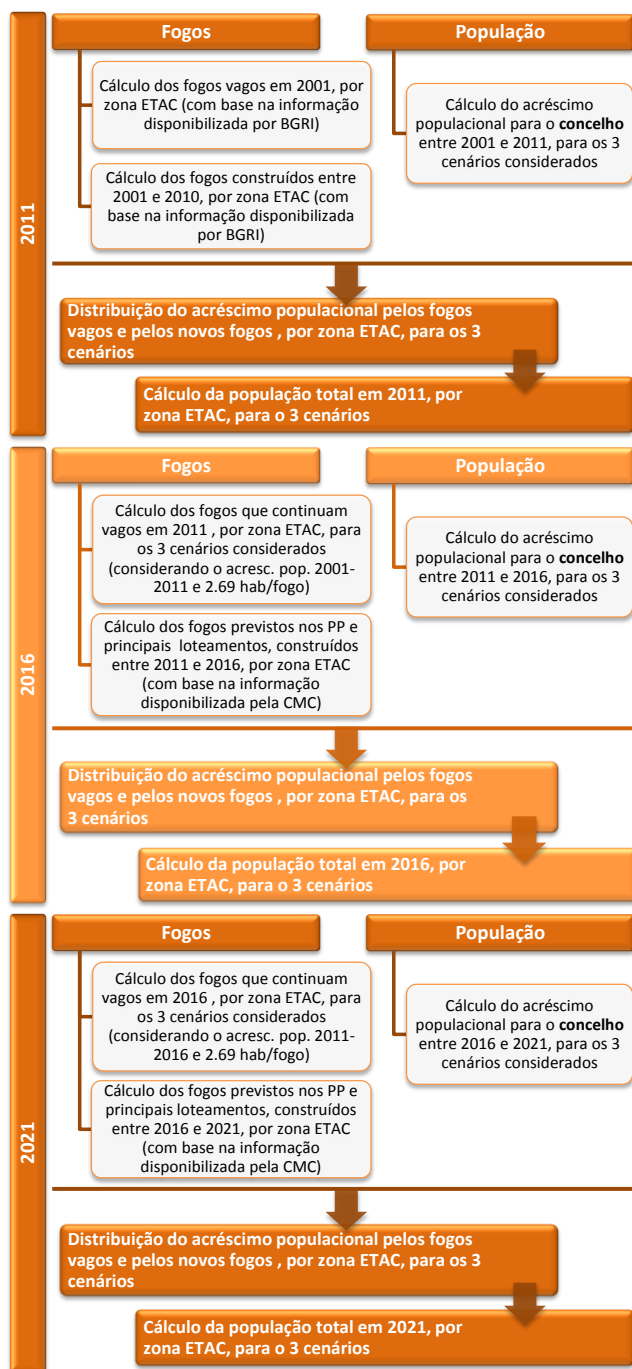 2011
Fogos
População
Cálculo dos fogos vagos em 2001, por
zona ETAC (com base na informação
disponibilizada por BGRI)
Cálculo dos fogos construídos entre
2001 e 2010, por zona ETAC (com
base na informação disponibilizada
por BGRI)
Cálculo do acréscimo
populacional para o concelho
entre 2001 e 2011, para os 3
cenários considerados
Distribuição do acréscimo populacional pelos fogos
vagos e pelos novos fogos , por zona ETAC, para os 3
cenários
Cálculo da população total em 2011, por
zona ETAC, para o 3 cenários
2016
Fogos
População
Cálculo dos fogos que continuam
vagos em 2011 , por zona ETAC, para
os 3 cenários considerados
(considerando o acresc. pop. 2001-
2011 e 2.69 hab/fogo)
Cálculo dos fogos previstos nos PP e
principais loteamentos, construídos
entre 2011 e 2016, por zona ETAC
(com base na informação
disponibilizada pela CMC)
Cálculo do acréscimo
populacional para o concelho
entre 2011 e 2016, para os 3
cenários considerados
Distribuição do acréscimo populacional pelos fogos
vagos e pelos novos fogos , por zona ETAC, para os
3 cenários
Cálculo da população total em 2016, por
zona ETAC, para o 3 cenários
2021
Fogos
População
Cálculo dos fogos que continuam
vagos em 2016 , por zona ETAC, para
os 3 cenários considerados
(considerando o acresc. pop. 2011-
2016 e 2.69 hab/fogo)
Cálculo dos fogos previstos nos PP e
principais loteamentos, construídos
entre 2016 e 2021, por zona ETAC
(com base na informação
disponibilizada pela CMC)
Cálculo do acréscimo
populacional para o concelho
entre 2016 e 2021, para os 3
cenários considerados
Distribuição do acréscimo populacional pelos fogos
vagos e pelos novos fogos , por zona ETAC, para os 3
cenários
Cálculo da população total em 2021, por
zona ETAC, para o 3 cenários